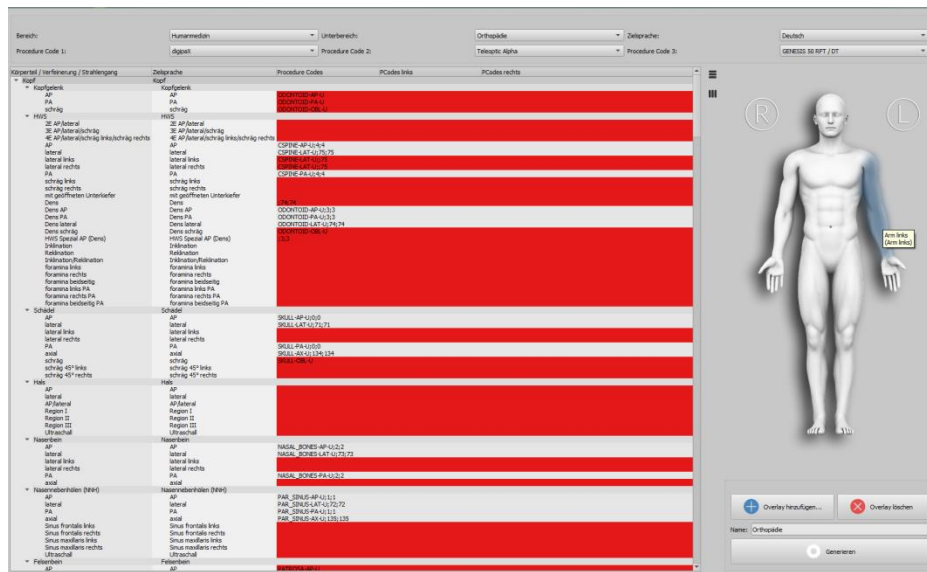 Bereich: Humanmedizin Unterbereich: Orthopädie Zielsprache: Deutsch
Procedure Code 1: digipaX Procedure Code 2: Teleoptic Alpha Procedure Code 3: GENESIS 50 RPT / DT
Körperteil / Verfeinerung / Strahlengang Zielsprache Procedure Codes PCodes links PCodes rechts
Kopf Kopf
Kopfgelenk Kopfgelenk
AP AP ODONTOID-AP-U
PA PA ODONTOID-PA-U
schräg schräg ODONTOID-OBL-U
HWS HWS
2E AP/lateral 2E AP/lateral
3E AP/lateral/schräg 3E AP/lateral/schräg
4E AP/lateral/schräg links/schräg rechts 4E AP/lateral/schräg links/schräg rechts
AP AP CSPINE-AP-U;4;4
lateral lateral CSPINE-LAT-U;75;75
lateral links lateral links CSPINE-LAT-U;75
lateral rechts lateral rechts CSPINE-LAT-U;75
PA PA CSPINE-PA-U;4;4
schräg links schräg links
schräg rechts schräg rechts
mit geöffneten Unterkiefer mit geöffneten Unterkiefer
Dens Dens ;74;74
Dens AP Dens AP ODONTOID-AP-U;3;3
Dens PA Dens PA ODONTOID-PA-U;3;3
Dens lateral Dens lateral ODONTOID-LAT-U;74;74
Dens schräg Dens schräg ODONTOID-OBL-U
HWS Spezial AP (Dens) HWS Spezial AP (Dens) ;3;3
Inklination Inklination
Reklination Reklination
Inklination/Reklination Inklination/Reklination
foramina links foramina links
foramina rechts foramina rechts
foramina beidseitig foramina beidseitig
foramina links PA foramina links PA
foramina rechts PA foramina rechts PA
foramina beidseitig PA foramina beidseitig PA
Schädel Schädel
AP AP SKULL-AP-U;0;0
lateral lateral SKULL-LAT-U;71;71
lateral links lateral links
lateral rechts lateral rechts
PA PA SKULL-PA-U;0;0
axial axial SKULL-AX-U;134;134
schräg schräg SKULL-OBL-U
schräg 45° links schräg 45° links
schräg 45° rechts schräg 45° rechts
Hals Hals
AP AP
lateral lateral
AP/lateral AP/lateral
Region I Region I
Region II Region II
Region III Region III
Ultraschall Ultraschall
Nasenbein Nasenbein
AP AP NASAL_BONES-AP-U;2;2
lateral lateral NASAL_BONES-LAT-U;73;73
lateral links lateral links
lateral rechts lateral rechts
PA PA NASAL_BONES-PA-U;2;2
axial axial
Nasennebenhölen (NNH) Nasennebenhölen (NNH)
AP AP PAR_SINUS-AP-U;1;1
lateral lateral PAR_SINUS-LAT-U;72;72
PA PA PAR_SINUS-PA-U;1;1
axial axial PAR_SINUS-AX-U;135;135
Sinus frontalis links Sinus frontalis links
Sinus frontalis rechts Sinus frontalis rechts
Sinus maxillaris links Sinus maxillaris links
Sinus maxillaris rechts Sinus maxillaris rechts
Ultraschall Ultraschall
Felsenbein Felsenbein
AP AP
R L
Arm links
(Arm links)
Overlay hinzufügen... Overlay löschen
Name: Orthopädie
Generieren